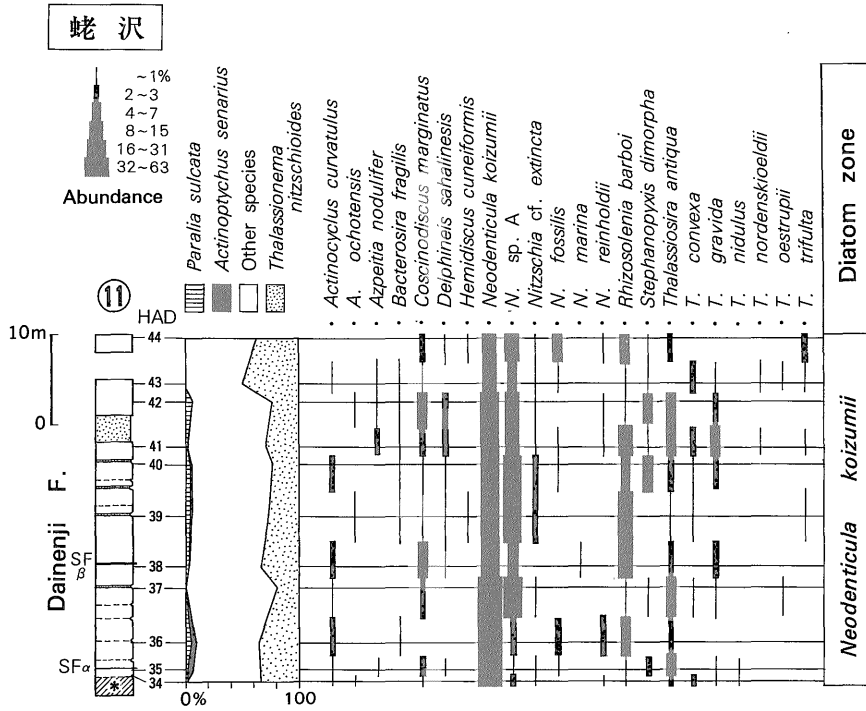 蛯沢
~1%
2~3
4~7
8~15
16~31
32~63
Abundance
⑪
HAD
Paralia sulcata
Actinoptychus senarius
Other species
Thalassionema nitzschioides
Actinocyclus curvatulus
A. ochotensis
Azpeitia nodulifer
Bacterosira fragilis
Coscinodiscus marginatus
Delphineis sahalinesis
Hemidiscus cuneiformis
Neodenticula koizumii
N. sp. A
Nitzschia cf. extincta
N. fossilis
N. marina
N. reinholdii
Rhizosolenia barboi
Stephanopyxis dimorpha
Thalassiosira antiqua
T. convexa
T. gravida
T. nidulus
T. nordenskioeldii
T. oestrupii
T. trifulta
Diatom zone
10m
0
44
43
42
41
40
39
38
37
36
35
34
Dainenji F.
SF β
SF α
*
0%
100
Neodenticula koizumii